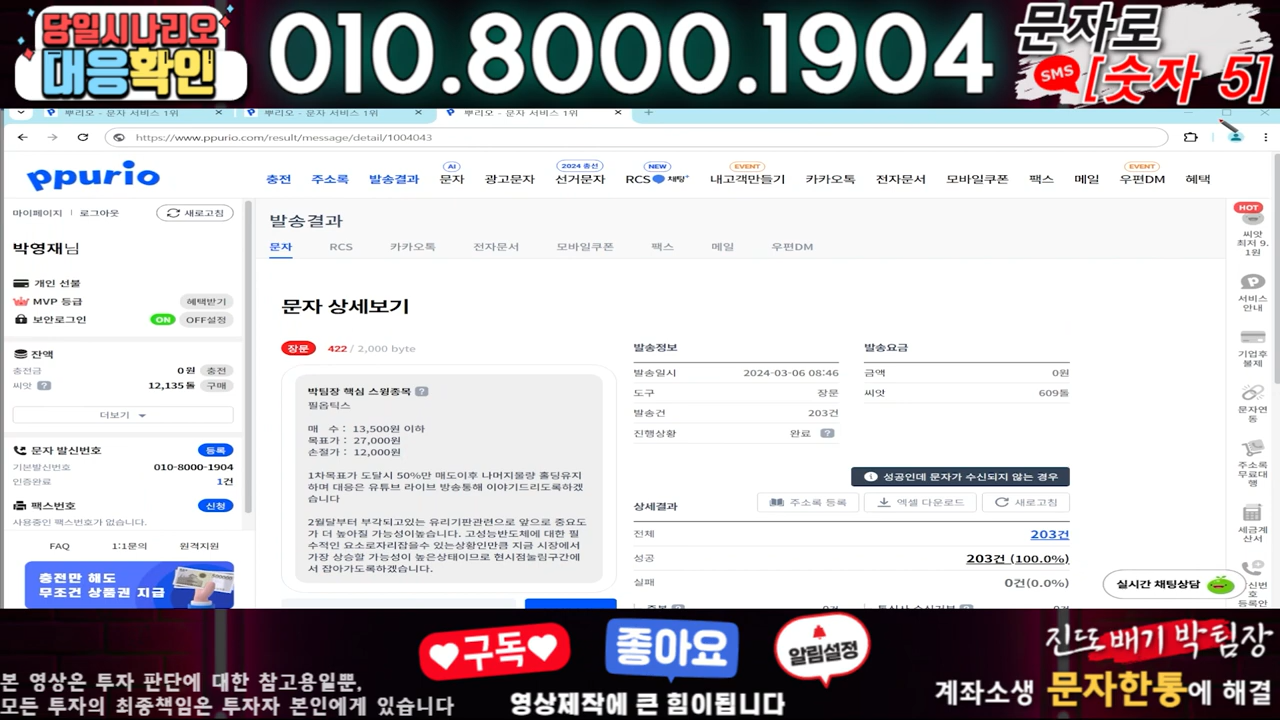 당일시나리오
대응확인
010.8000.1904
문자로
SMS
[숫자 5]
뿌리오 - 문자 서비스 1위
뿌리오 - 문자 서비스 1위
뿌리오 - 문자 서비스 1위
https://www.ppurio.com/result/message/detail/1004043
ppurio
AI
2024 총선
NEW
EVENT
EVENT
충전 주소록 발송결과 문자 광고문자 선거문자 RCS 채팅+ 내고객만들기 카카오톡 전자문서 모바일쿠폰 팩스 메일 우편DM 혜택
마이페이지 | 로그아웃 새로고침
박영재님
개인 선불
MVP 등급 혜택받기
보안로그인 ON OFF설정
잔액
충전금 0원 충전
씨앗 ? 12,135톨 구매
더보기
문자 발신번호 등록
기본발신번호 010-8000-1904
인증완료 1건
팩스번호 신청
사용중인 팩스번호가 없습니다.
FAQ 1:1문의 원격지원
충전만 해도
무조건 상품권 지급
발송결과
문자 RCS 카카오톡 전자문서 모바일쿠폰 팩스 메일 우편DM
문자 상세보기
장문 422 / 2,000 byte
박팀장 핵심 스윙종목 ?
필옵틱스
매 수 : 13,500원 이하
목표가 : 27,000원
손절가 : 12,000원
1차목표가 도달시 50%만 매도이후 나머지물량 홀딩유지
하며 대응은 유튜브 라이브 방송통해 이야기드리도록하겠
습니다
2월달부터 부각되고있는 유리기판관련으로 앞으로 중요도
가 더 높아질 가능성이높습니다. 고성능반도체에 대한 필
수적인 요소로자리잡을수 있는상황인만큼 지금 시장에서
가장 상승할 가능성이 높은상태이므로 현시점눌림구간에
서 잡아가도록하겠습니다.
발송정보
발송일시 2024-03-06 08:46
도구 장문
발송건 203건
진행상황 완료 ?
발송요금
금액 0원
씨앗 609톨
성공인데 문자가 수신되지 않는 경우
상세결과 주소록 등록 엑셀 다운로드 새로고침
전체 203건
성공 203건 (100.0%)
실패 0건(0.0%)
HOT
씨앗
최저 9.
1원
서비스
안내
기업후
불제
문자연
동
주소록
무료대
행
세금계
산서
등록안
실시간 채팅상담
본 영상은 투자 판단에 대한 참고용일뿐,
모든 투자의 최종책임은 투자자 본인에게 있습니다
구독
좋아요
알림설정
영상제작에 큰 힘이됩니다
진또배기 박팀장
계좌소생 문자한통에 해결